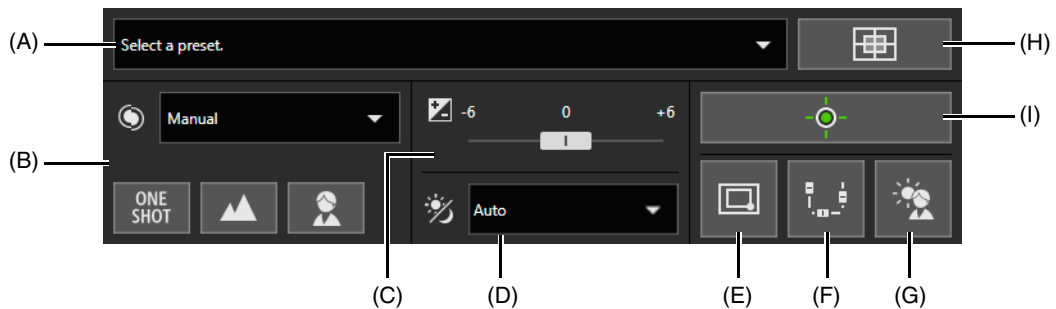 (A)
Select a preset.
(H)
Manual
-6 0 +6
(I)
(B)
ONE
SHOT
Auto
(C)
(D)
(E)
(F)
(G)